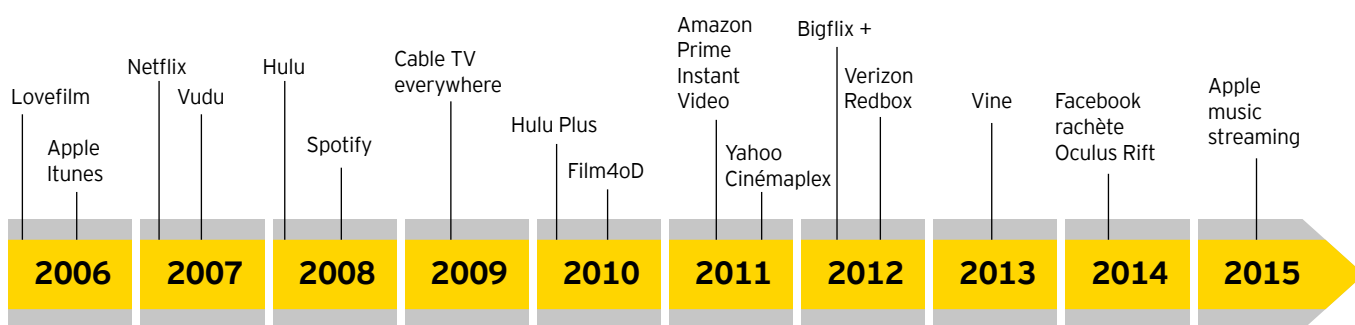 Lovefilm
Apple
Itunes
Netflix
Vudu
Hulu
Spotify
Cable TV
everywhere
Hulu Plus
Film4oD
Amazon
Prime
Instant
Video
Yahoo
Cinémaplex
Bigflix +
Verizon
Redbox
Vine
Facebook
rachète
Oculus Rift
Apple
music
streaming
2006
2007
2008
2009
2010
2011
2012
2013
2014
2015